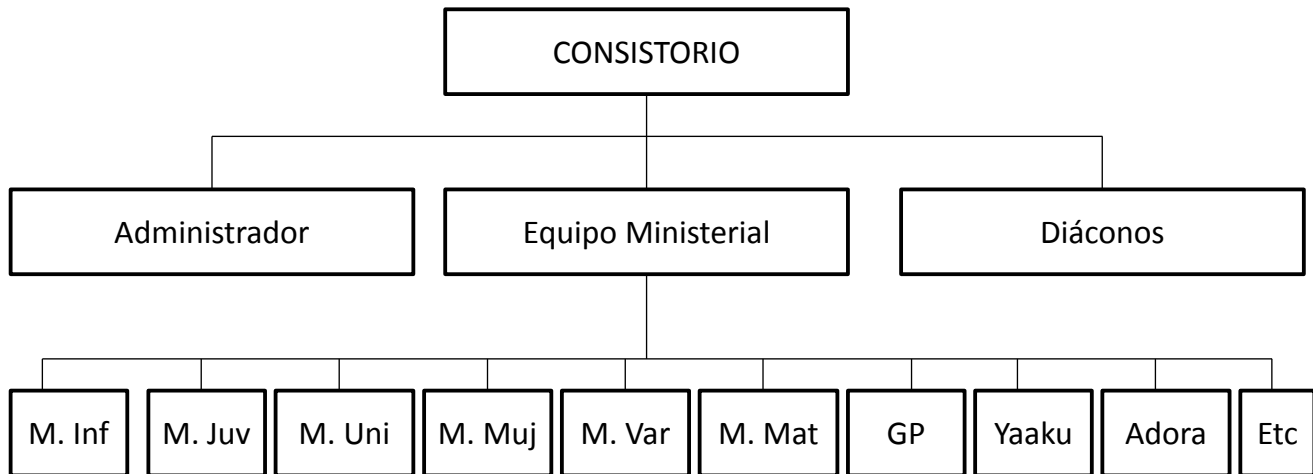 CONSISTORIO
Administrador
Equipo Ministerial
Diáconos
M. Inf
M. Juv
M. Uni
M. Muj
M. Var
M. Mat
GP
Yaaku
Adora
Etc